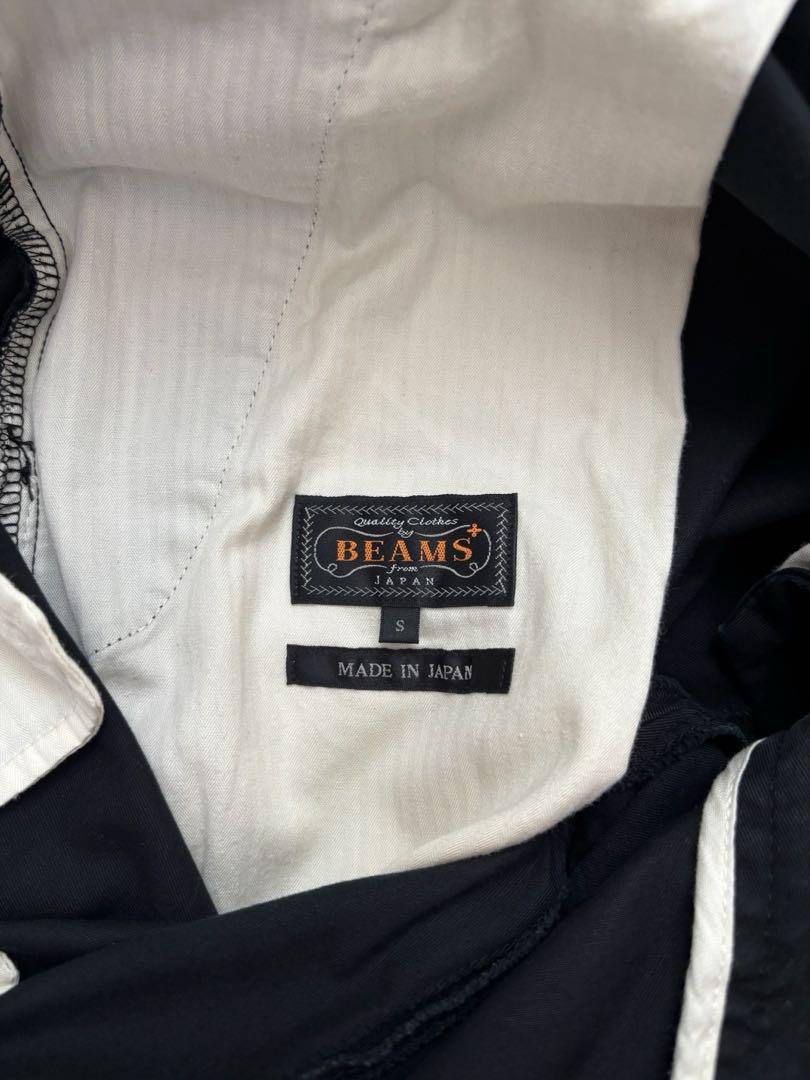 Quality Clothes
by
BEAMS+
from
JAPAN
S
MADE IN JAPAN